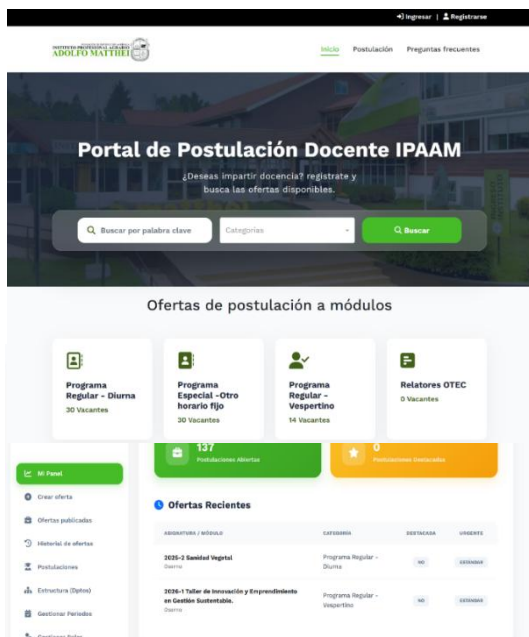 Ingresar | Registrarse
INSTITUTO PROFESIONAL AGRARIO
ADOLFO MATTHEI
Inicio Postulación Preguntas frecuentes
Portal de Postulación Docente IPAAM
¿Deseas impartir docencia? registrate y
busca las ofertas disponibles.
Buscar por palabra clave Categorías Buscar
Ofertas de postulación a módulos
Programa
Regular - Diurna
30 Vacantes
Programa
Especial -Otro
horario fijo
30 Vacantes
Programa
Regular -
Vespertino
14 Vacantes
Relatores OTEC
0 Vacantes
Mi Panel
Crear oferta
Ofertas publicadas
Historial de ofertas
Postulaciones
Estructura (Dptos)
Gestionar Periodos
137
Postulaciones Abiertas
0
Postulaciones Destacadas
Ofertas Recientes
ASIGNATURA / MÓDULO CATEGORÍA DESTACADA URGENTE
2025-2 Sanidad Vegetal
Diurno
Programa Regular -
Diurna
NO ESTÁNDAR
2026-1 Taller de Innovación y Emprendimiento
en Gestión Sustentable.
Diurno
Programa Regular -
Vespertino
NO ESTÁNDAR